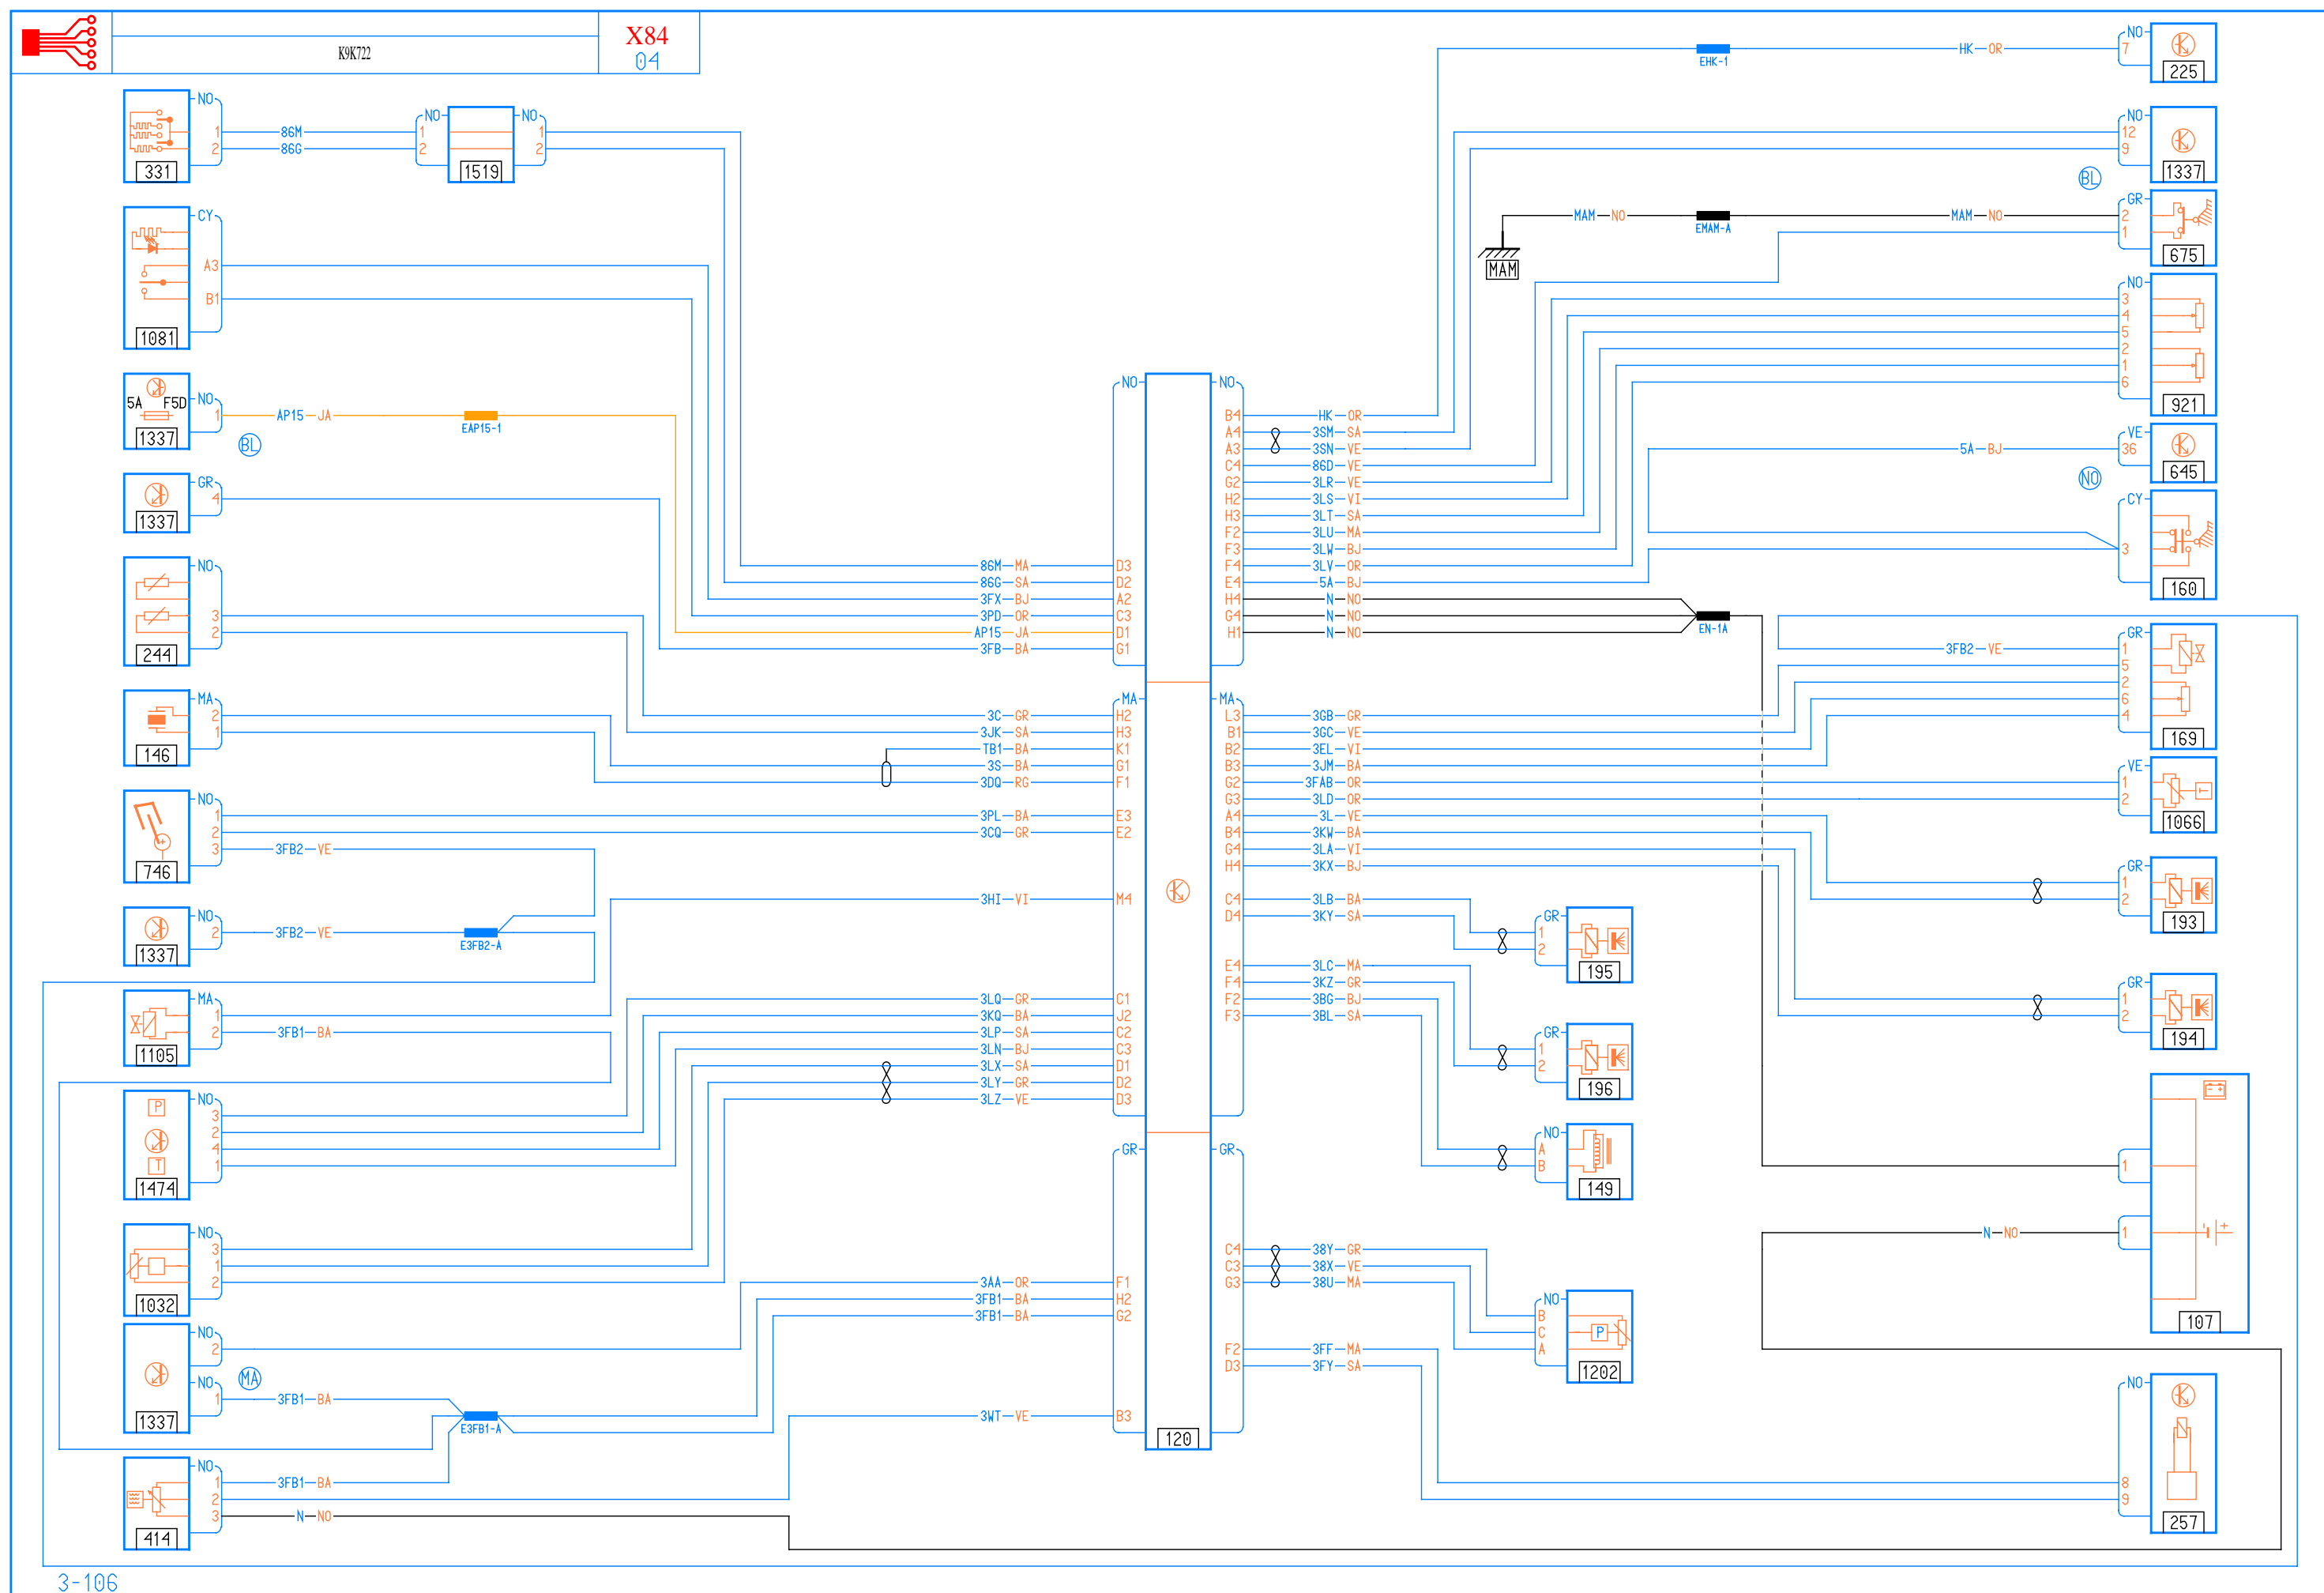 K9K722
X84
04
NO
1
2
331
86M
86G
NO
1
2
NO
1
2
1519
CY
A3
B1
1081
5A F5D
NO
1
1337
BL
AP15 JA
EAP15-1
GR
4
1337
NO
3
2
244
MA
2
1
146
NO
1
2
3
746
3FB2 VE
NO
2
1337
3FB2 VE
E3FB2-A
MA
1
2
1105
3FB1 BA
P
T
NO
3
2
4
1
1474
NO
3
1
2
1032
NO
2
NO
1
1337
MA
3FB1 BA
E3FB1-A
NO
1
2
3
414
3FB1 BA
N NO
3-106
NO
86M MA D3
86G SA D2
3FX BJ A2
3PD OR C3
AP15 JA D1
3FB BA G1
MA
3C GR H2
3JK SA H3
TB1 BA K1
3S BA G1
3DQ RG F1
3PL BA E3
3CQ GR E2
3HI VI M4
3LQ GR C1
3KQ BA J2
3LP SA C2
3LN BJ C3
3LX SA D1
3LY GR D2
3LZ VE D3
GR
3AA OR F1
3FB1 BA H2
3FB1 BA G2
3WT VE B3
120
NO
B4 HK OR
A4 3SM SA
A3 3SN VE
C4 86D VE
G2 3LR VE
H2 3LS VI
H3 3LT SA
F2 3LU MA
F3 3LW BJ
F4 3LV OR
E4 5A BJ
H4 N NO
G4 N NO
H1 N NO
MA
L3 3GB GR
B1 3GC VE
B2 3EL VI
B3 3JM BA
G2 3FAB OR
G3 3LD OR
A4 3L VE
B4 3KW BA
G4 3LA VI
H4 3KX BJ
C4 3LB BA
D4 3KY SA
E4 3LC MA
F4 3KZ GR
F2 3BG BJ
F3 3BL SA
GR
C4 38Y GR
C3 38X VE
G3 38U MA
F2 3FF MA
D3 3FY SA
GR
1
2
195
GR
1
2
196
NO
A
B
149
NO
B
C
A
P
1202
EHK-1
HK OR
NO
7
225
NO
12
9
1337
BL
MAM NO
EMAM-A
MAM NO
MAM
GR
2
1
675
NO
3
4
5
2
1
6
921
5A BJ
VE
36
645
NO
CY
3
160
EN-1A
3FB2 VE
GR
1
5
2
6
4
169
VE
1
2
T
1066
GR
1
2
193
GR
1
2
194
1
N NO
1
107
NO
8
9
257